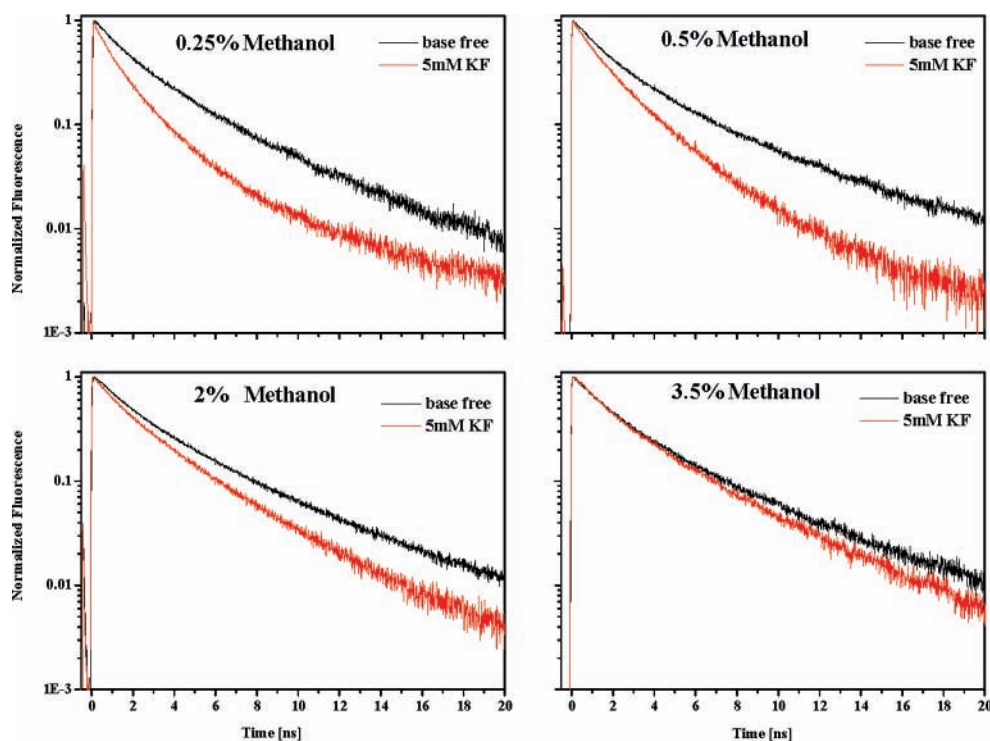 0.25% Methanol
base free
5mM KF
Normalized Fluorescence
1
0.1
0.01
1E-3
0.5% Methanol
base free
5mM KF
2% Methanol
base free
5mM KF
Normalized Fluorescence
1
0.1
0.01
1E-3
0 2 4 6 8 10 12 14 16 18 20
Time [ns]
3.5% Methanol
base free
5mM KF
0 2 4 6 8 10 12 14 16 18 20
Time [ns]